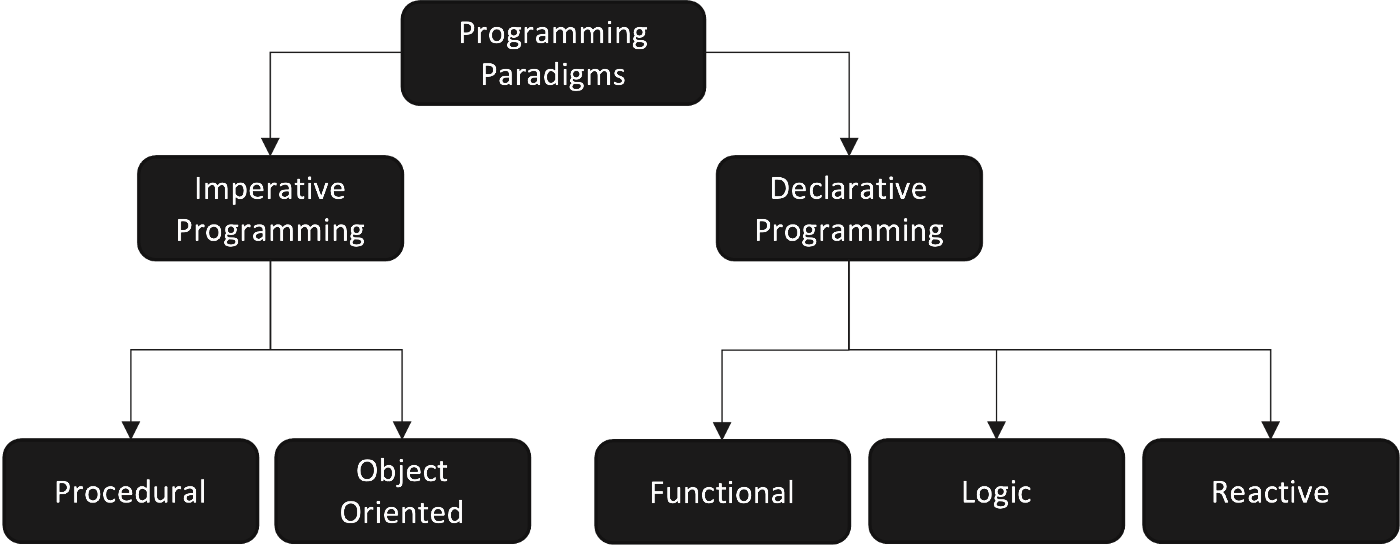 Programming
Paradigms
Imperative
Programming
Declarative
Programming
Procedural
Object
Oriented
Functional
Logic
Reactive